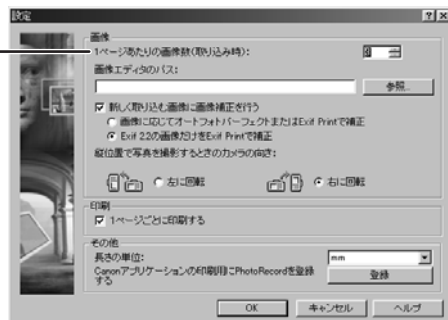 設定
画像
1ページあたりの画像数(取り込み時):
画像エディタのパス:
参照...
新しく取り込む画像に画像補正を行う
画像に応じてオートフォトパーフェクトまたはExif Printで補正
Exif 2.2の画像だけをExif Printで補正
縦位置で写真を撮影するときのカメラの向き:
左に回転
右に回転
印刷
1ページごとに印刷する
その他
長さの単位:
mm
Canonアプリケーションの印刷用にPhotoRecordを登録
する
登録
OK
キャンセル
ヘルプ